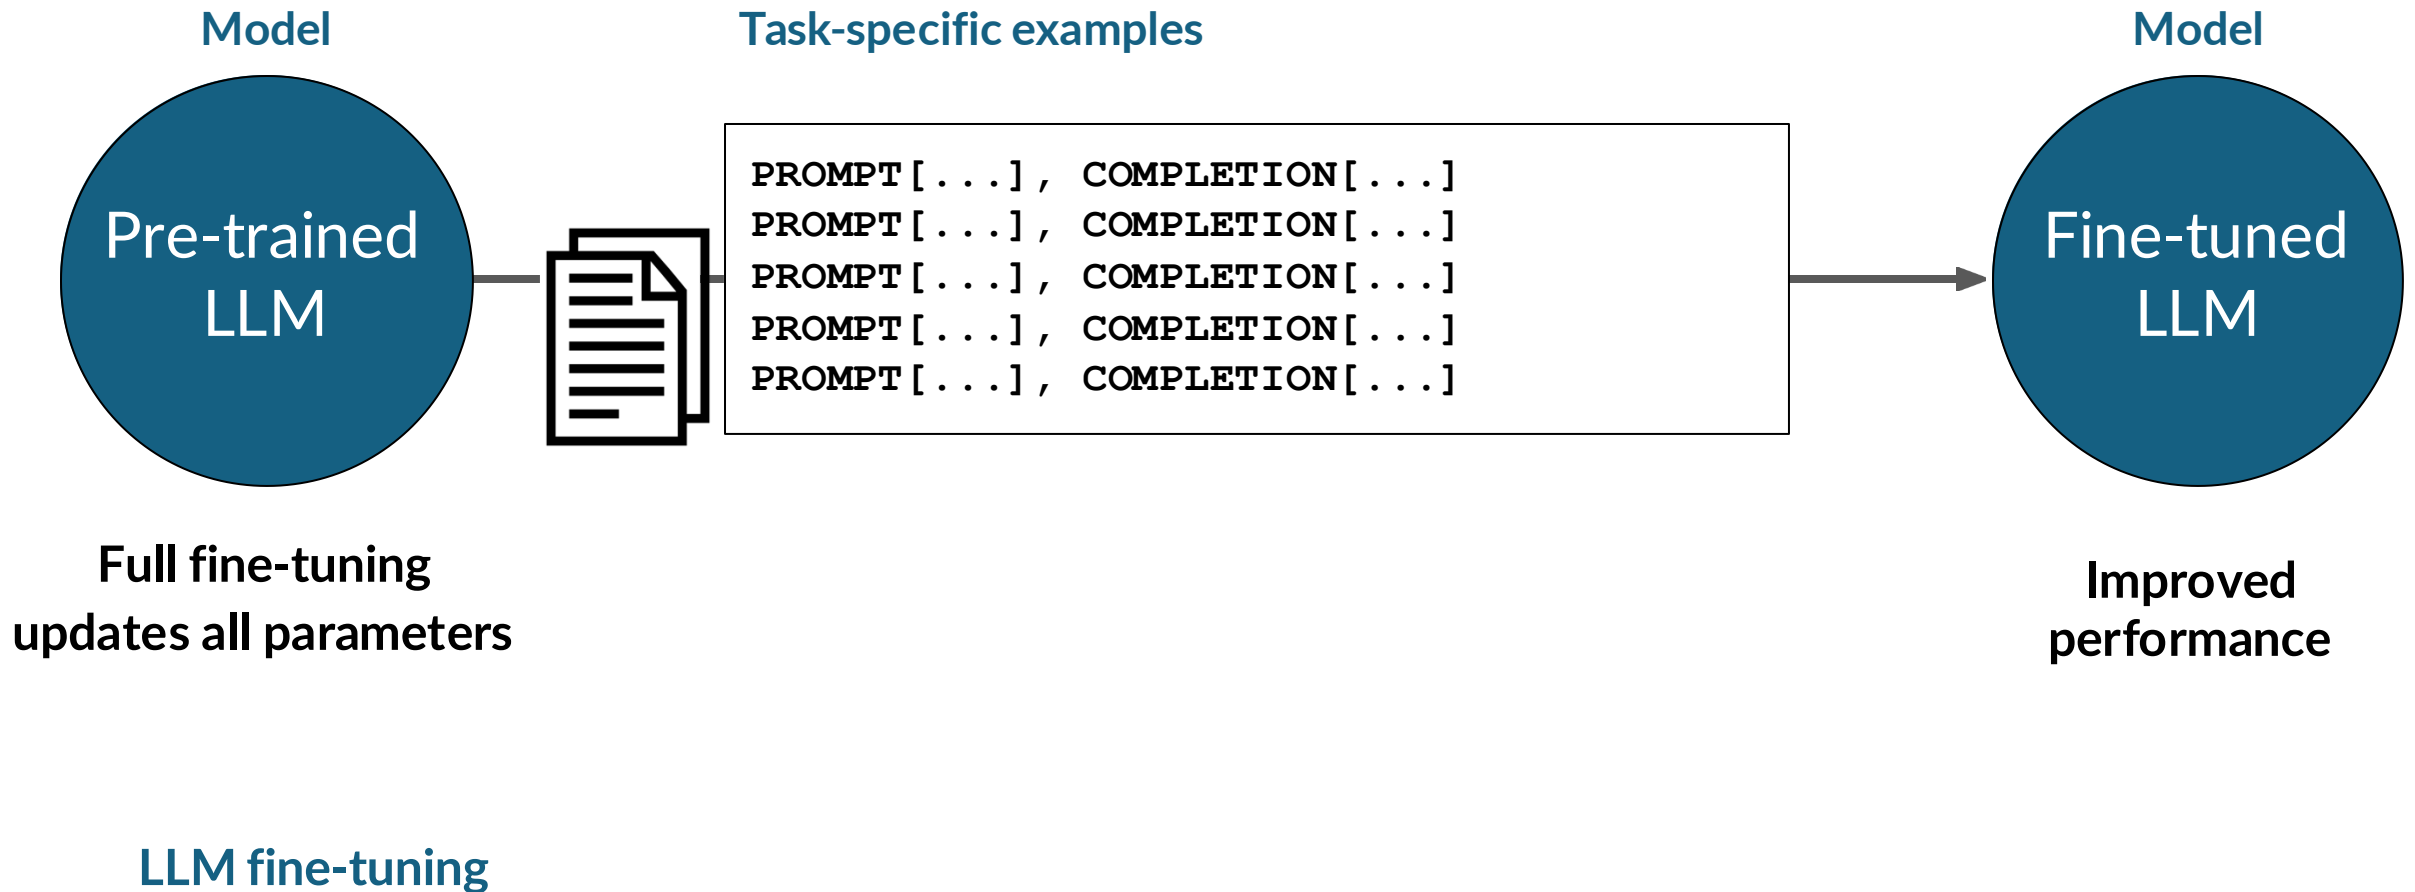 Model
Task-specific examples
Model
Pre-trained
LLM
PROMPT[...], COMPLETION[...]
PROMPT[...], COMPLETION[...]
PROMPT[...], COMPLETION[...]
PROMPT[...], COMPLETION[...]
PROMPT[...], COMPLETION[...]
Fine-tuned
LLM
Full fine-tuning
updates all parameters
Improved
performance
LLM fine-tuning